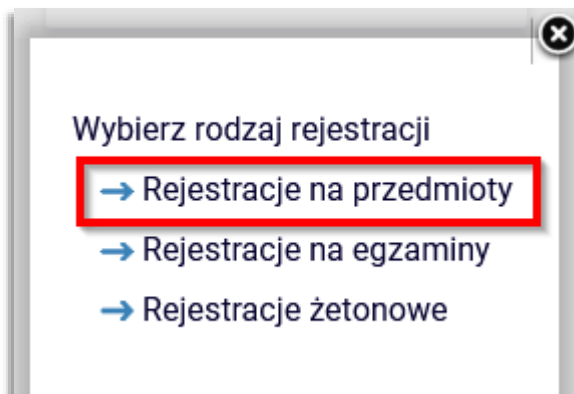 Wybierz rodzaj rejestracji
Rejestracje na przedmioty
Rejestracje na egzaminy
Rejestracje żetonowe